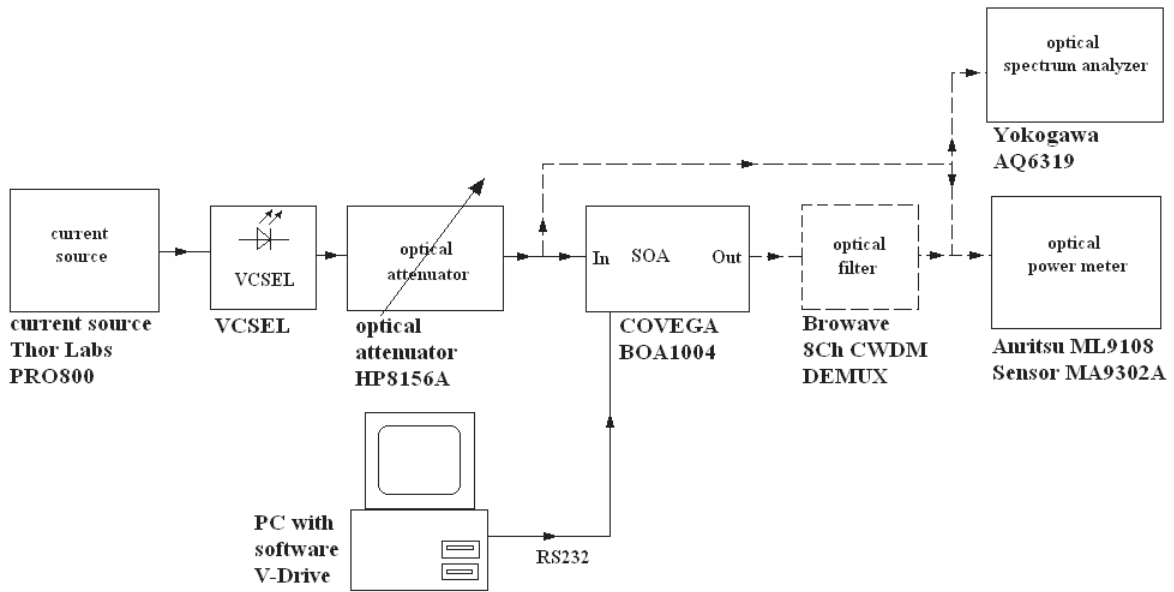 optical
spectrum analyzer
Yokogawa
AQ6319
current
source
current source
Thor Labs
PRO800
VCSEL
VCSEL
optical
attenuator
optical
attenuator
HP8156A
In SOA Out
COVEGA
BOA1004
optical
filter
Browave
8Ch CWDM
DEMUX
optical
power meter
Anritsu ML9108
Sensor MA9302A
PC with
software
V-Drive
RS232